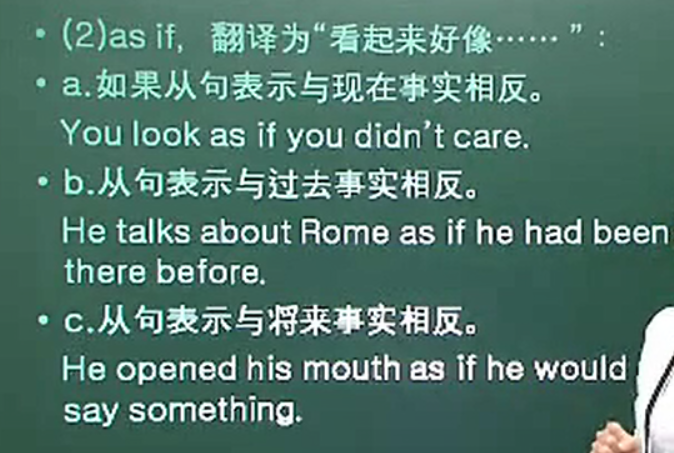 • (2)as if, 翻译为“看起来好像……”：
• a.如果从句表示与现在事实相反。
You look as if you didn't care.
• b.从句表示与过去事实相反。
He talks about Rome as if he had been
there before.
• c.从句表示与将来事实相反。
He opened his mouth as if he would
say something.